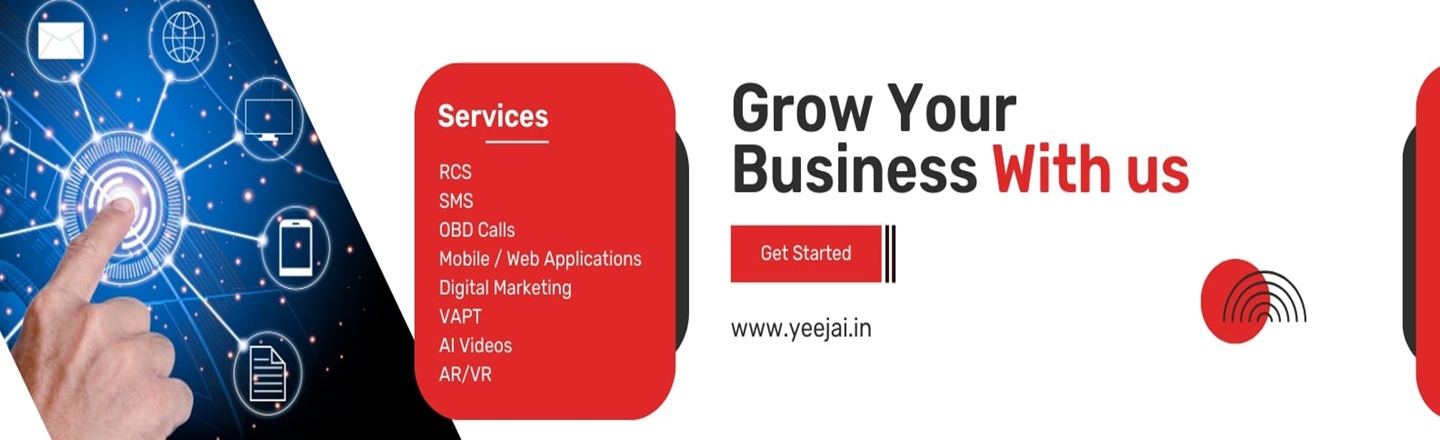 Services
RCS
SMS
OBD Calls
Mobile / Web Applications
Digital Marketing
VAPT
AI Videos
AR/VR
Grow Your
Business With us
Get Started
www.yeejai.in